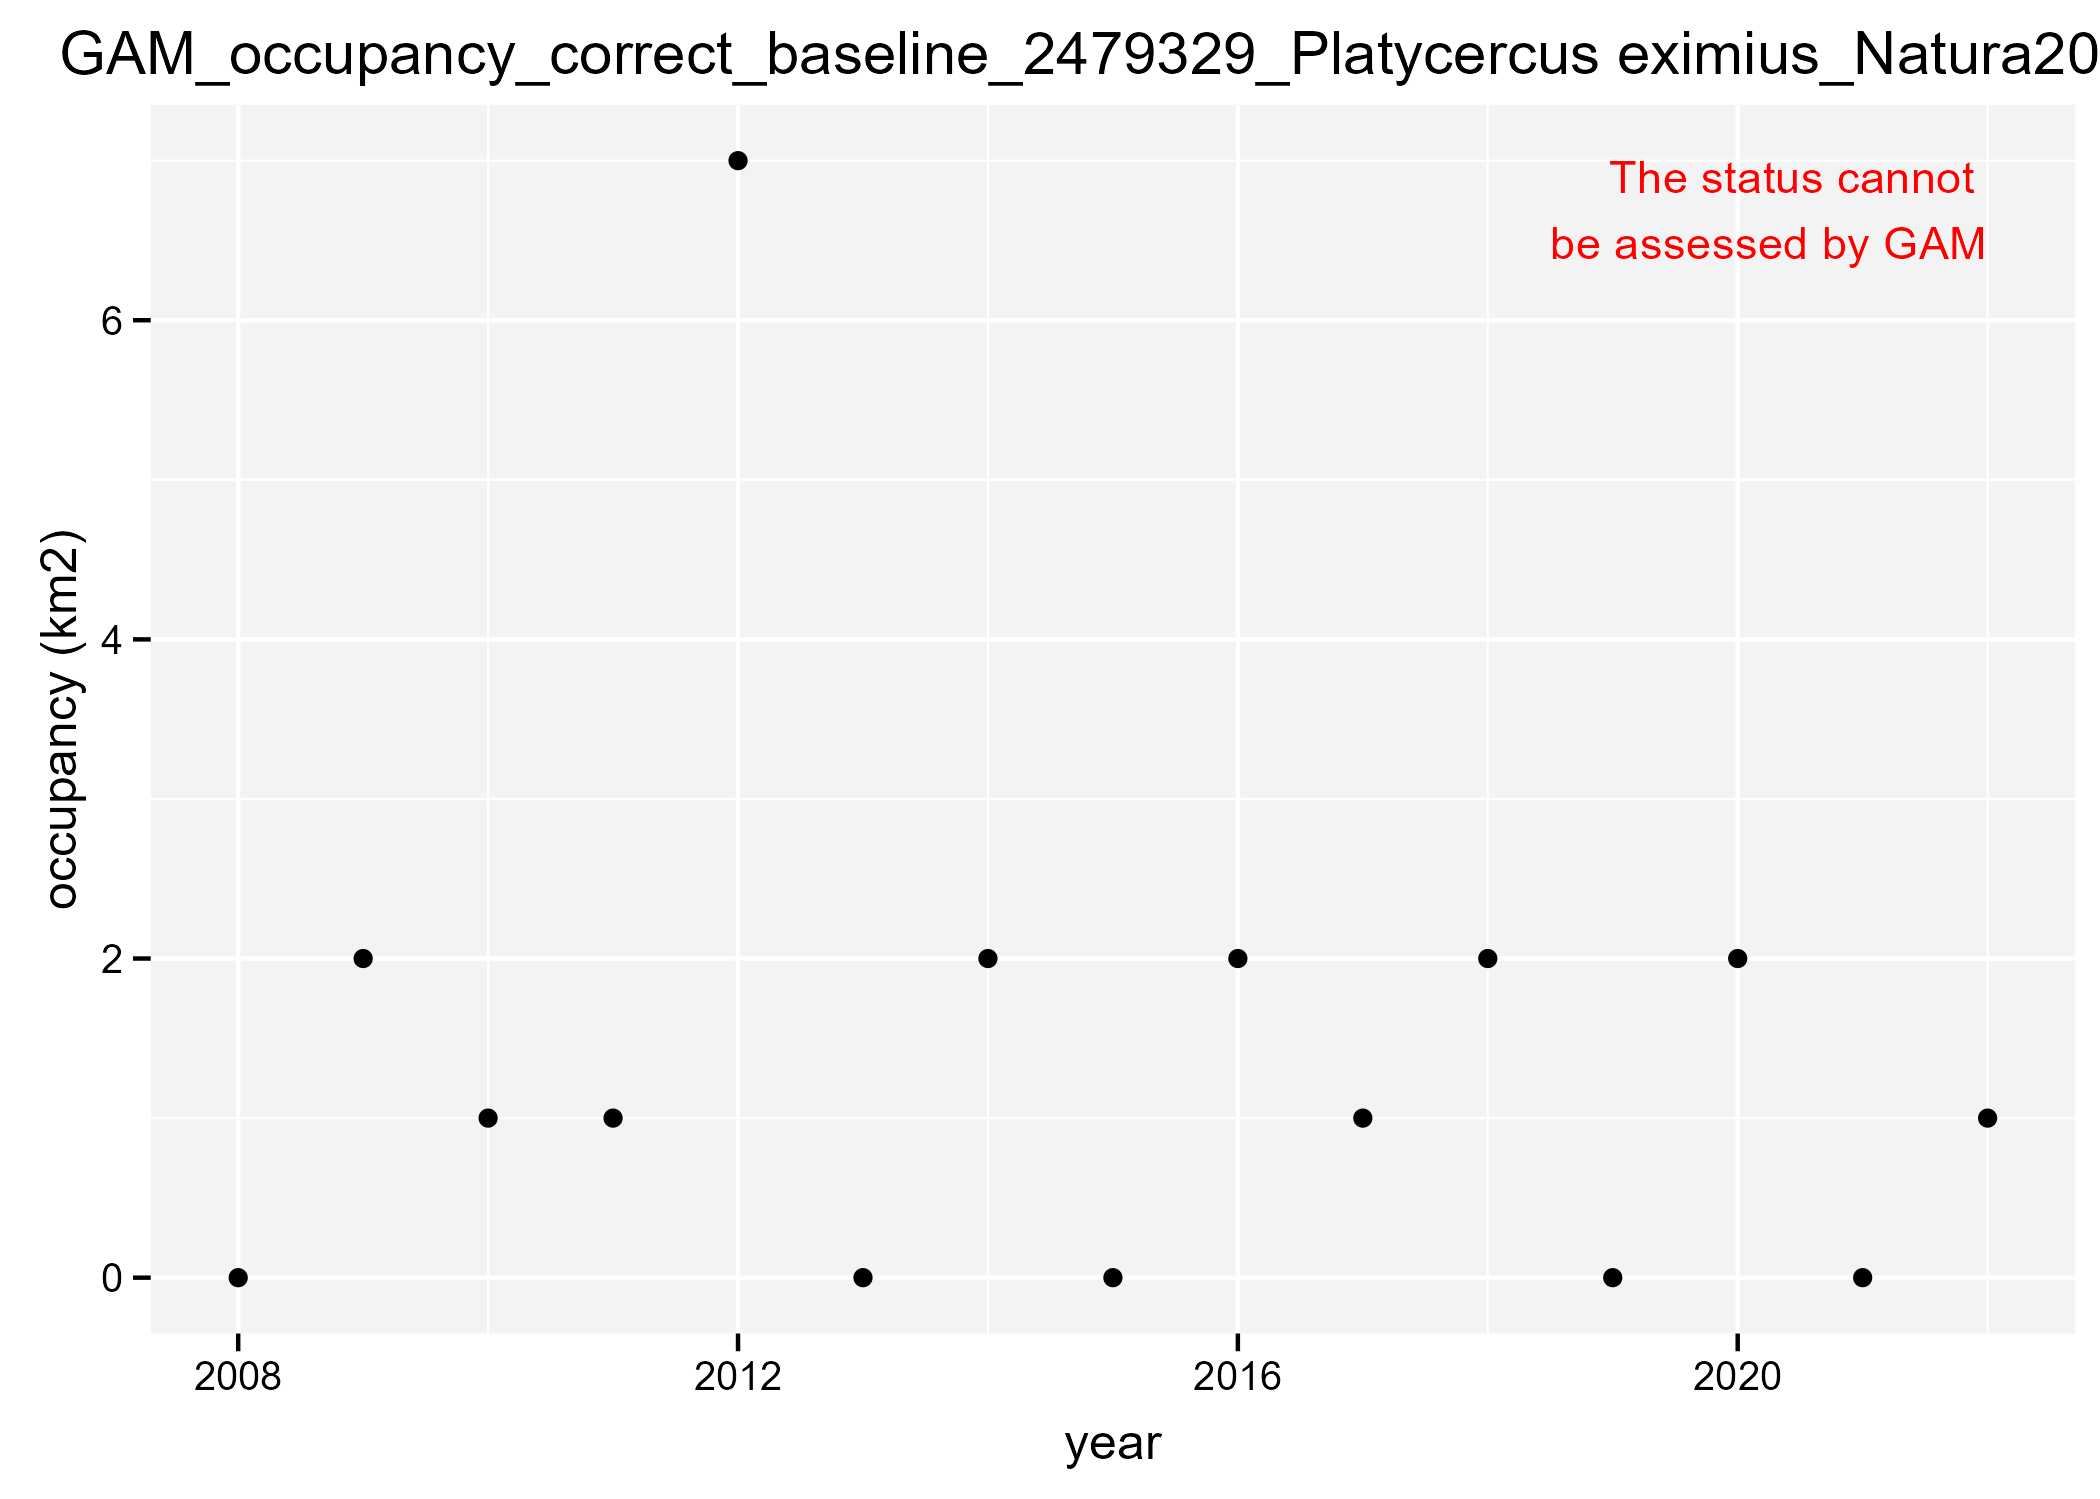 GAM_occupancy_correct_baseline_2479329_Platycercus eximius_Natura20
The status cannot
be assessed by GAM
occupancy (km2)
6
4
2
0
2008 2012 2016 2020
year